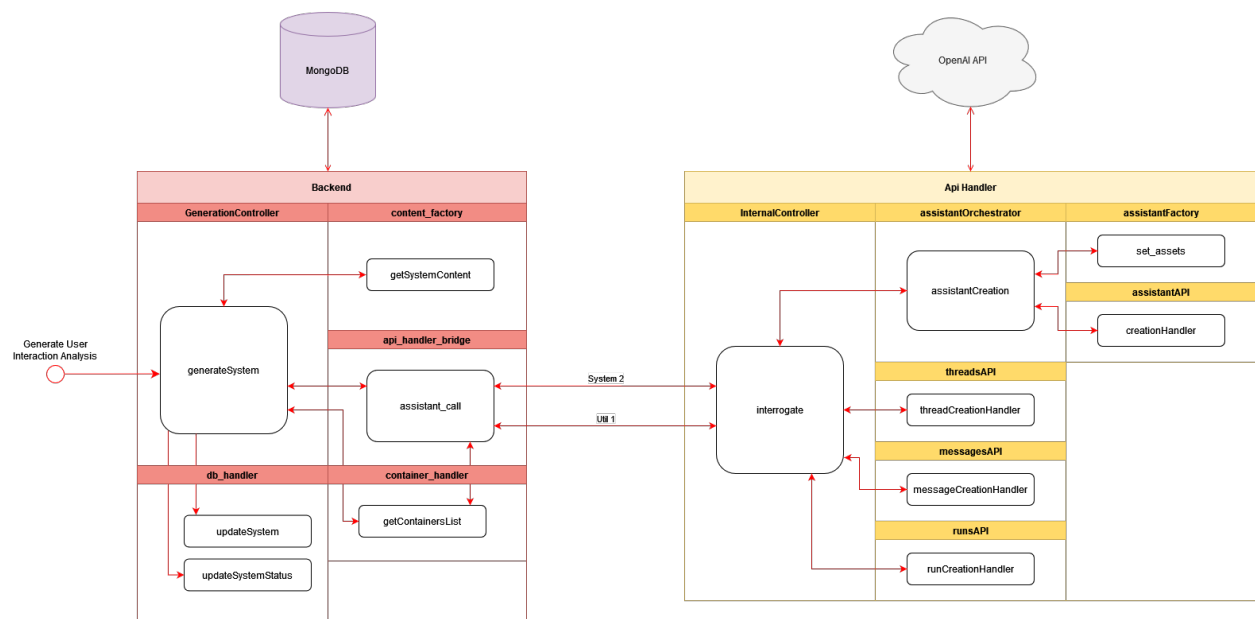 MongoDB
OpenAI API
Backend
GenerationController
content_factory
getSystemContent
Generate User
Interaction Analysis
generateSystem
api_handler_bridge
assistant_call
db_handler
container_handler
updateSystem
getContainersList
updateSystemStatus
System 2
Util 1
Api Handler
InternalController
assistantOrchestrator
assistantFactory
set_assets
assistantCreation
assistantAPI
creationHandler
interrogate
threadsAPI
threadCreationHandler
messagesAPI
messageCreationHandler
runsAPI
runCreationHandler